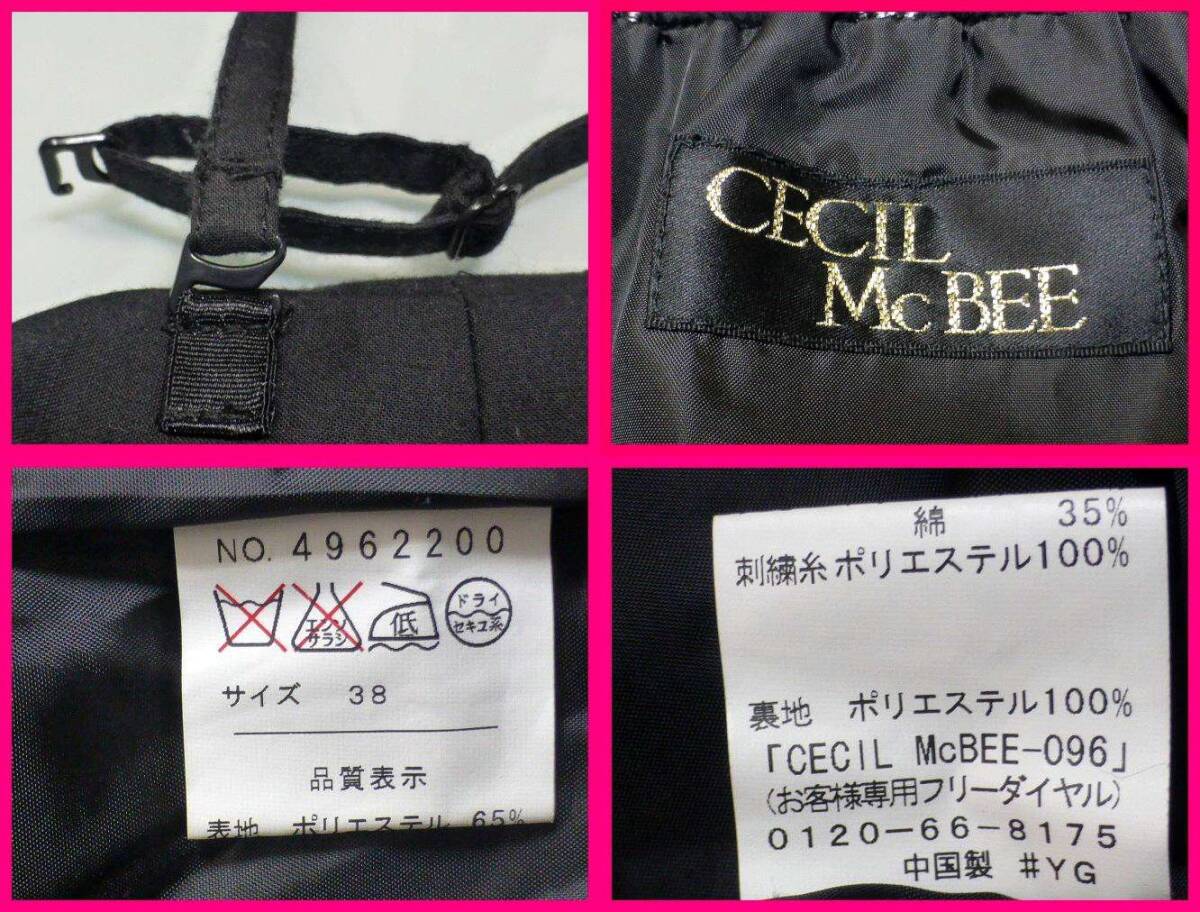 CECIL
McBEE
NO. 4962200
エンソ
サラシ
低
ドライ
セキユ系
サイズ 38
品質表示
表地 ポリエステル 65%
綿 35%
刺繍糸 ポリエステル100%
裏地 ポリエステル100%
「CECIL McBEE-096」
(お客様専用フリーダイヤル)
0120-66-8175
中国製 #YG